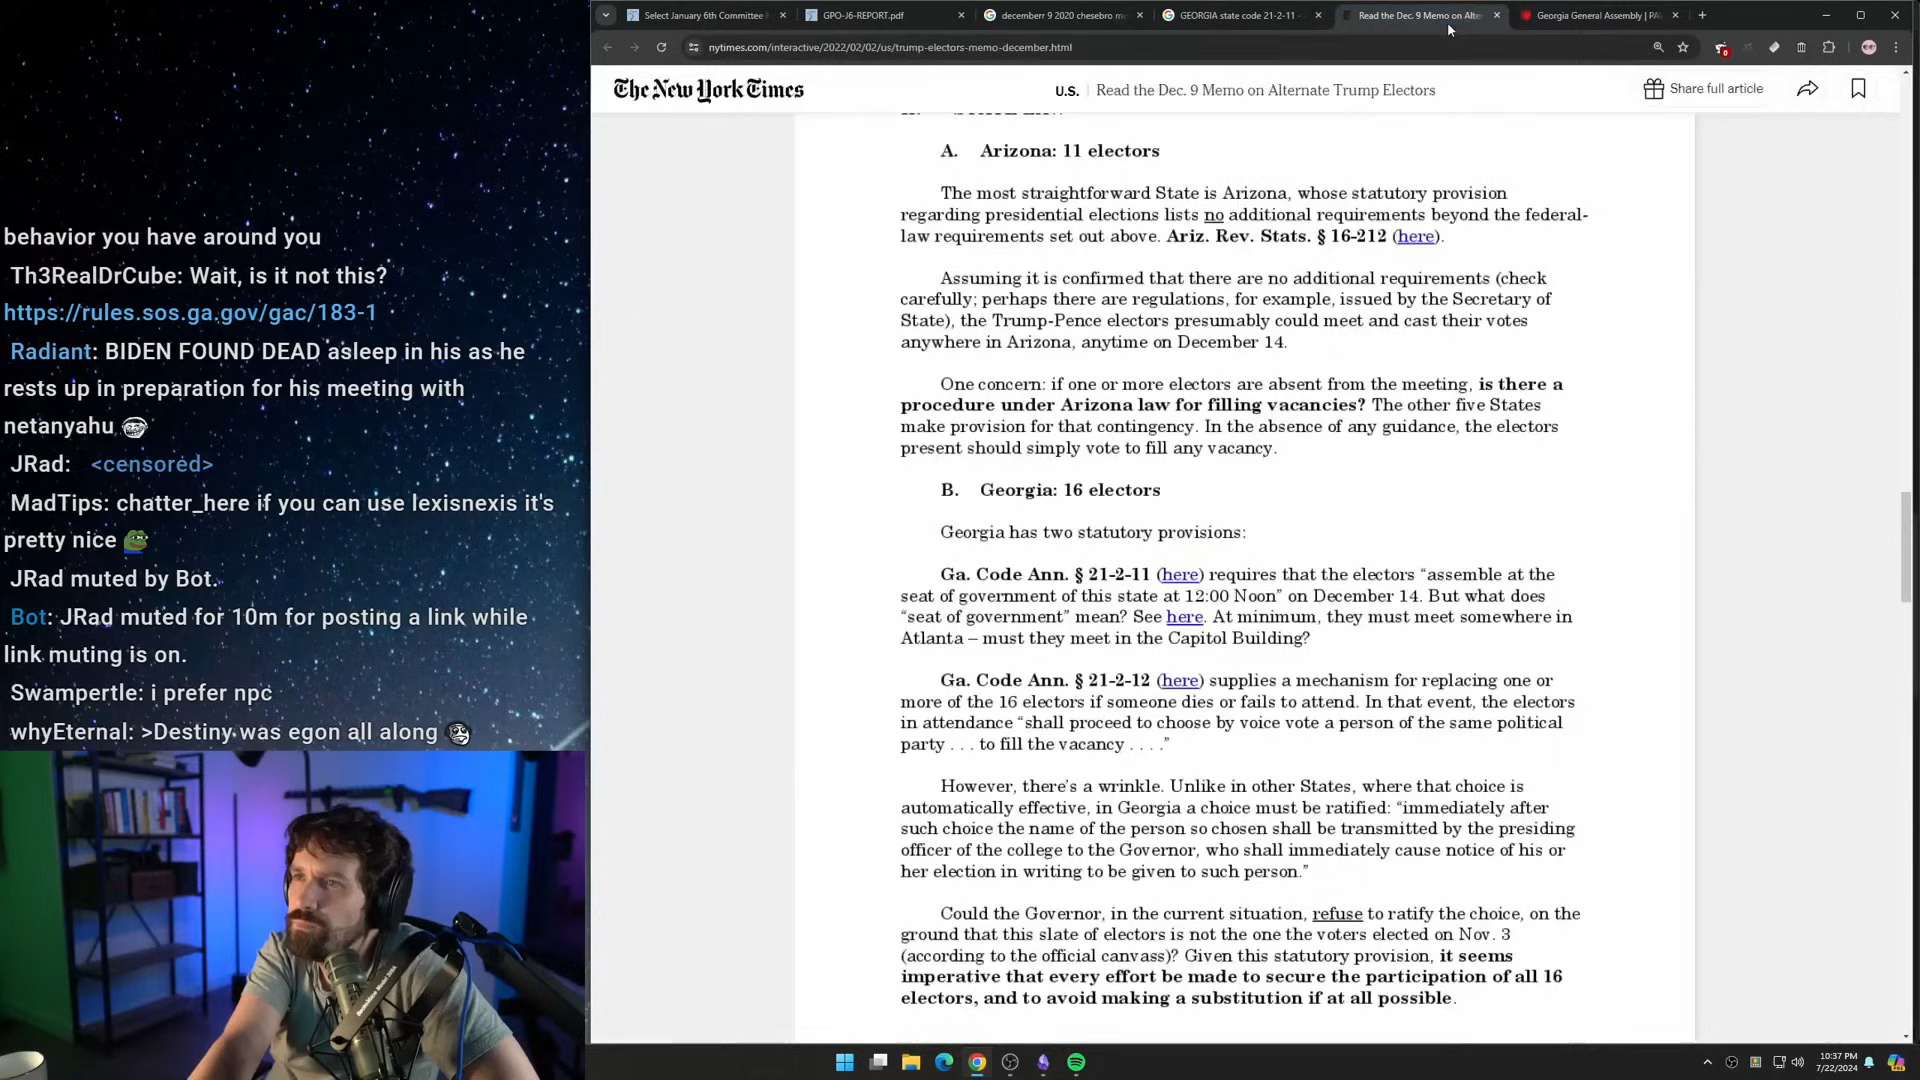 Select January 6th Committee
GPO-J6-REPORT.pdf
decemberr 9 2020 chesebro me
GEORGIA state code 21-2-11 -
Read the Dec. 9 Memo on Alter
Georgia General Assembly | PA
nytimes.com/interactive/2022/02/02/us/trump-electors-memo-december.html
The New York Times
U.S. | Read the Dec. 9 Memo on Alternate Trump Electors
Share full article
behavior you have around you
Th3RealDrCube: Wait, is it not this?
https://rules.sos.ga.gov/gac/183-1
Radiant: BIDEN FOUND DEAD asleep in his as he
rests up in preparation for his meeting with
netanyahu
JRad: <censored>
MadTips: chatter_here if you can use lexisnexis it's
pretty nice
JRad muted by Bot.
Bot: JRad muted for 10m for posting a link while
link muting is on.
Swampertle: i prefer npc
whyEternal: >Destiny was egon all along
A. Arizona: 11 electors
The most straightforward State is Arizona, whose statutory provision
regarding presidential elections lists no additional requirements beyond the federal-
law requirements set out above. Ariz. Rev. Stats. § 16-212 (here).
Assuming it is confirmed that there are no additional requirements (check
carefully; perhaps there are regulations, for example, issued by the Secretary of
State), the Trump-Pence electors presumably could meet and cast their votes
anywhere in Arizona, anytime on December 14.
One concern: if one or more electors are absent from the meeting, is there a
procedure under Arizona law for filling vacancies? The other five States
make provision for that contingency. In the absence of any guidance, the electors
present should simply vote to fill any vacancy.
B. Georgia: 16 electors
Georgia has two statutory provisions:
Ga. Code Ann. § 21-2-11 (here) requires that the electors “assemble at the
seat of government of this state at 12:00 Noon” on December 14. But what does
“seat of government” mean? See here. At minimum, they must meet somewhere in
Atlanta – must they meet in the Capitol Building?
Ga. Code Ann. § 21-2-12 (here) supplies a mechanism for replacing one or
more of the 16 electors if someone dies or fails to attend. In that event, the electors
in attendance “shall proceed to choose by voice vote a person of the same political
party . . . to fill the vacancy . . . .”
However, there’s a wrinkle. Unlike in other States, where that choice is
automatically effective, in Georgia a choice must be ratified: “immediately after
such choice the name of the person so chosen shall be transmitted by the presiding
officer of the college to the Governor, who shall immediately cause notice of his or
her election in writing to be given to such person.”
Could the Governor, in the current situation, refuse to ratify the choice, on the
ground that this slate of electors is not the one the voters elected on Nov. 3
(according to the official canvass)? Given this statutory provision, it seems
imperative that every effort be made to secure the participation of all 16
electors, and to avoid making a substitution if at all possible.
10:37 PM
7/22/2024